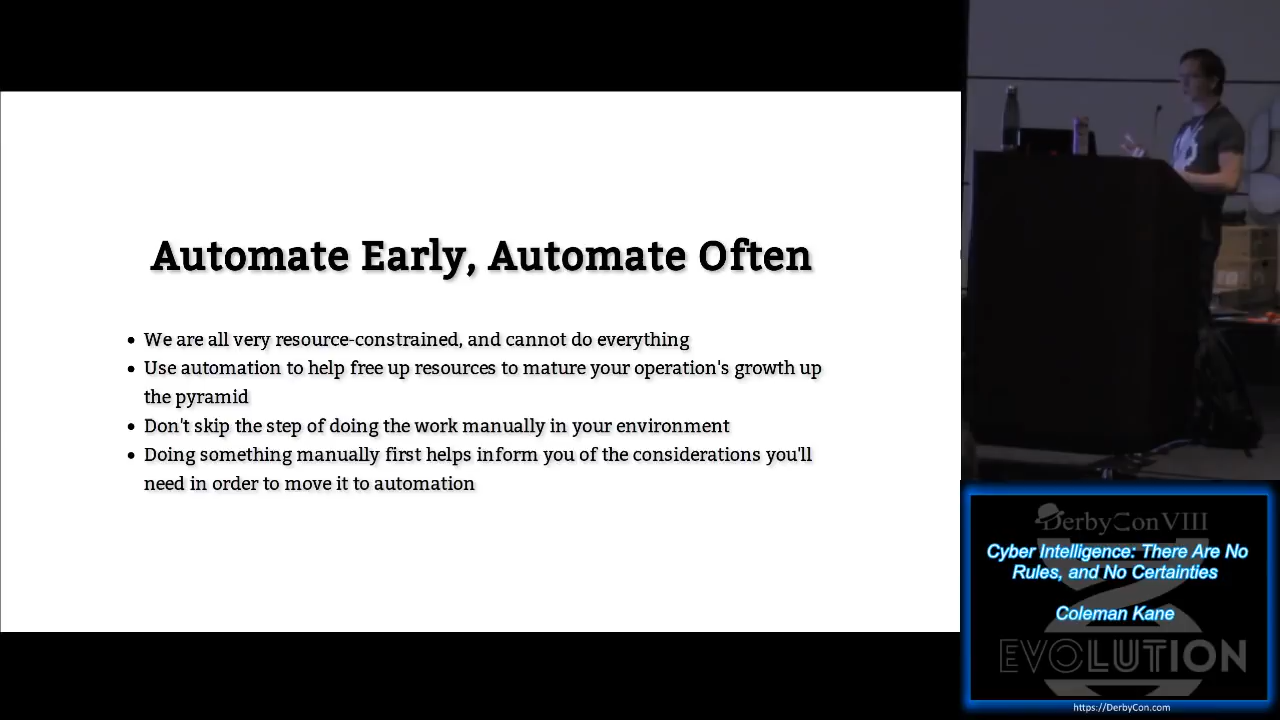 Automate Early, Automate Often
• We are all very resource-constrained, and cannot do everything
• Use automation to help free up resources to mature your operation's growth up
the pyramid
• Don't skip the step of doing the work manually in your environment
• Doing something manually first helps inform you of the considerations you'll
need in order to move it to automation
DerbyCon VIII
Cyber Intelligence: There Are No
Rules, and No Certainties
Coleman Kane
EVOLUTION
https://DerbyCon.com